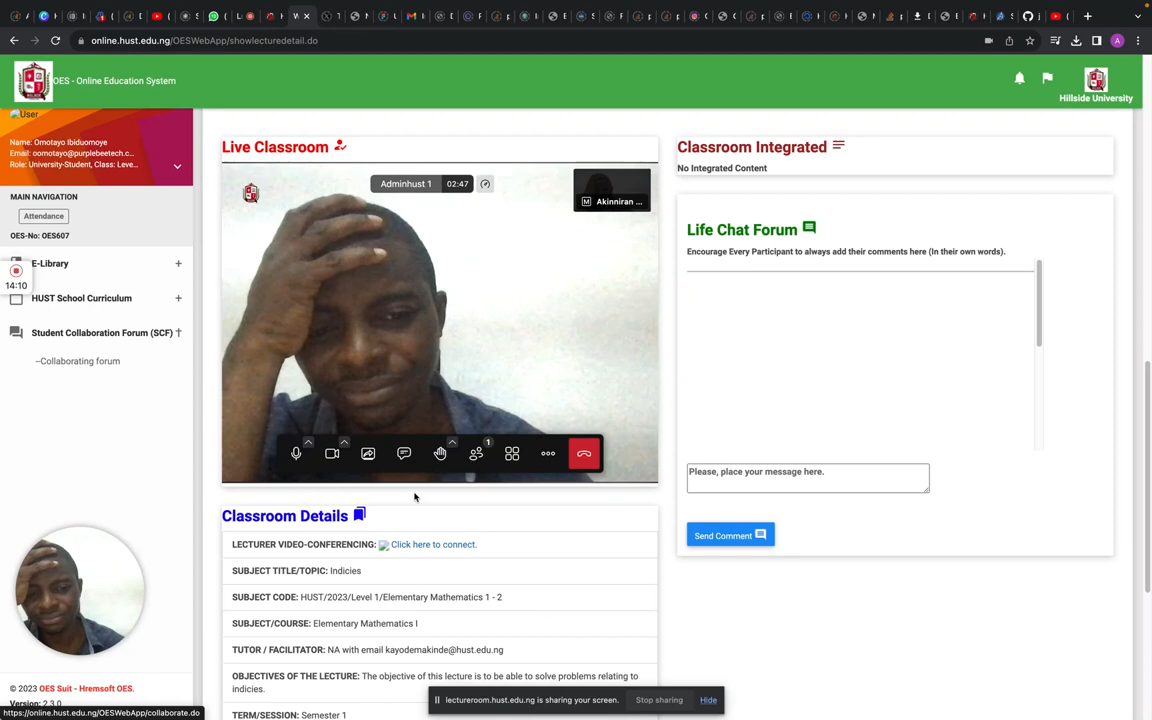 online.hust.edu.ng/OESWebApp/showlecturedetail.do
OES - Online Education System
Hillside University
User
Name: Omotayo Ibiduomoye
Email: oomotayo@purplebeetech.c...
Role: University-Student, Class: Leve...
MAIN NAVIGATION
Attendance
OES-No: OES607
E-Library
14:10
HUST School Curriculum
Student Collaboration Forum (SCF)
--Collaborating forum
© 2023 OES Suit - Hremsoft OES.
Version: 2.3.0
https://online.hust.edu.ng/OESWebApp/collaborate.do
Live Classroom
Adminhust 1 02:47
M Akinniran ...
1
Classroom Details
LECTURER VIDEO-CONFERENCING: Click here to connect.
SUBJECT TITLE/TOPIC: Indicies
SUBJECT CODE: HUST/2023/Level 1/Elementary Mathematics 1 - 2
SUBJECT/COURSE: Elementary Mathematics I
TUTOR / FACILITATOR: NA with email kayodemakinde@hust.edu.ng
OBJECTIVES OF THE LECTURE: The objective of this lecture is to be able to solve problems relating to
indicies.
TERM/SESSION: Semester 1
Classroom Integrated
No Integrated Content
Life Chat Forum
Encourage Every Participant to always add their comments here (In their own words).
Please, place your message here.
Send Comment
lectureroom.hust.edu.ng is sharing your screen.
Stop sharing
Hide